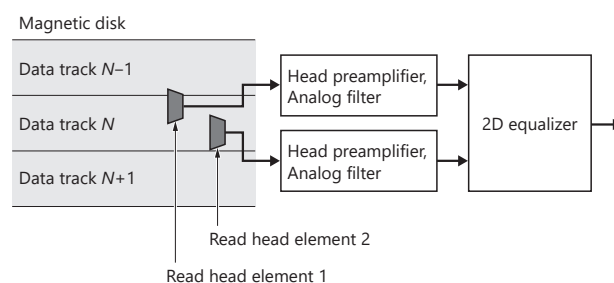 Magnetic disk
Data track N–1
Data track N
Data track N+1
Head preamplifier,
Analog filter
Head preamplifier,
Analog filter
2D equalizer
Read head element 2
Read head element 1